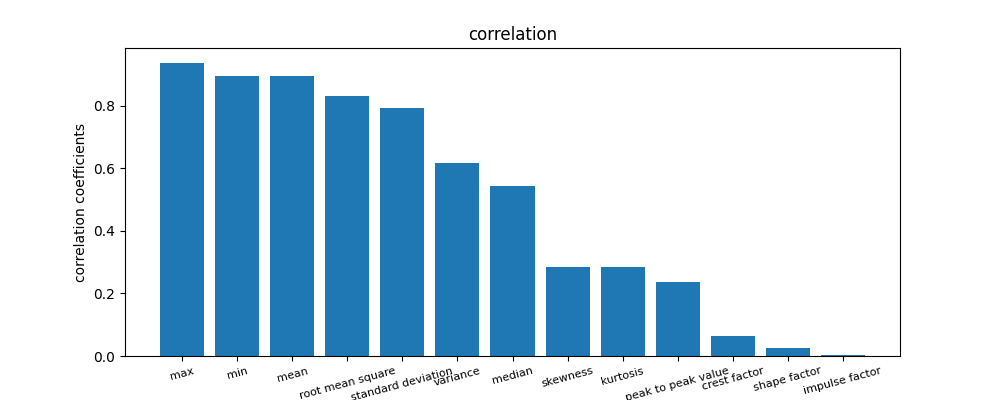 correlation
correlation coefficients
0.8
0.6
0.4
0.2
0.0
max
min
mean
root mean square
standard deviation
variance
median
skewness
kurtosis
peak to peak value
crest factor
shape factor
impulse factor